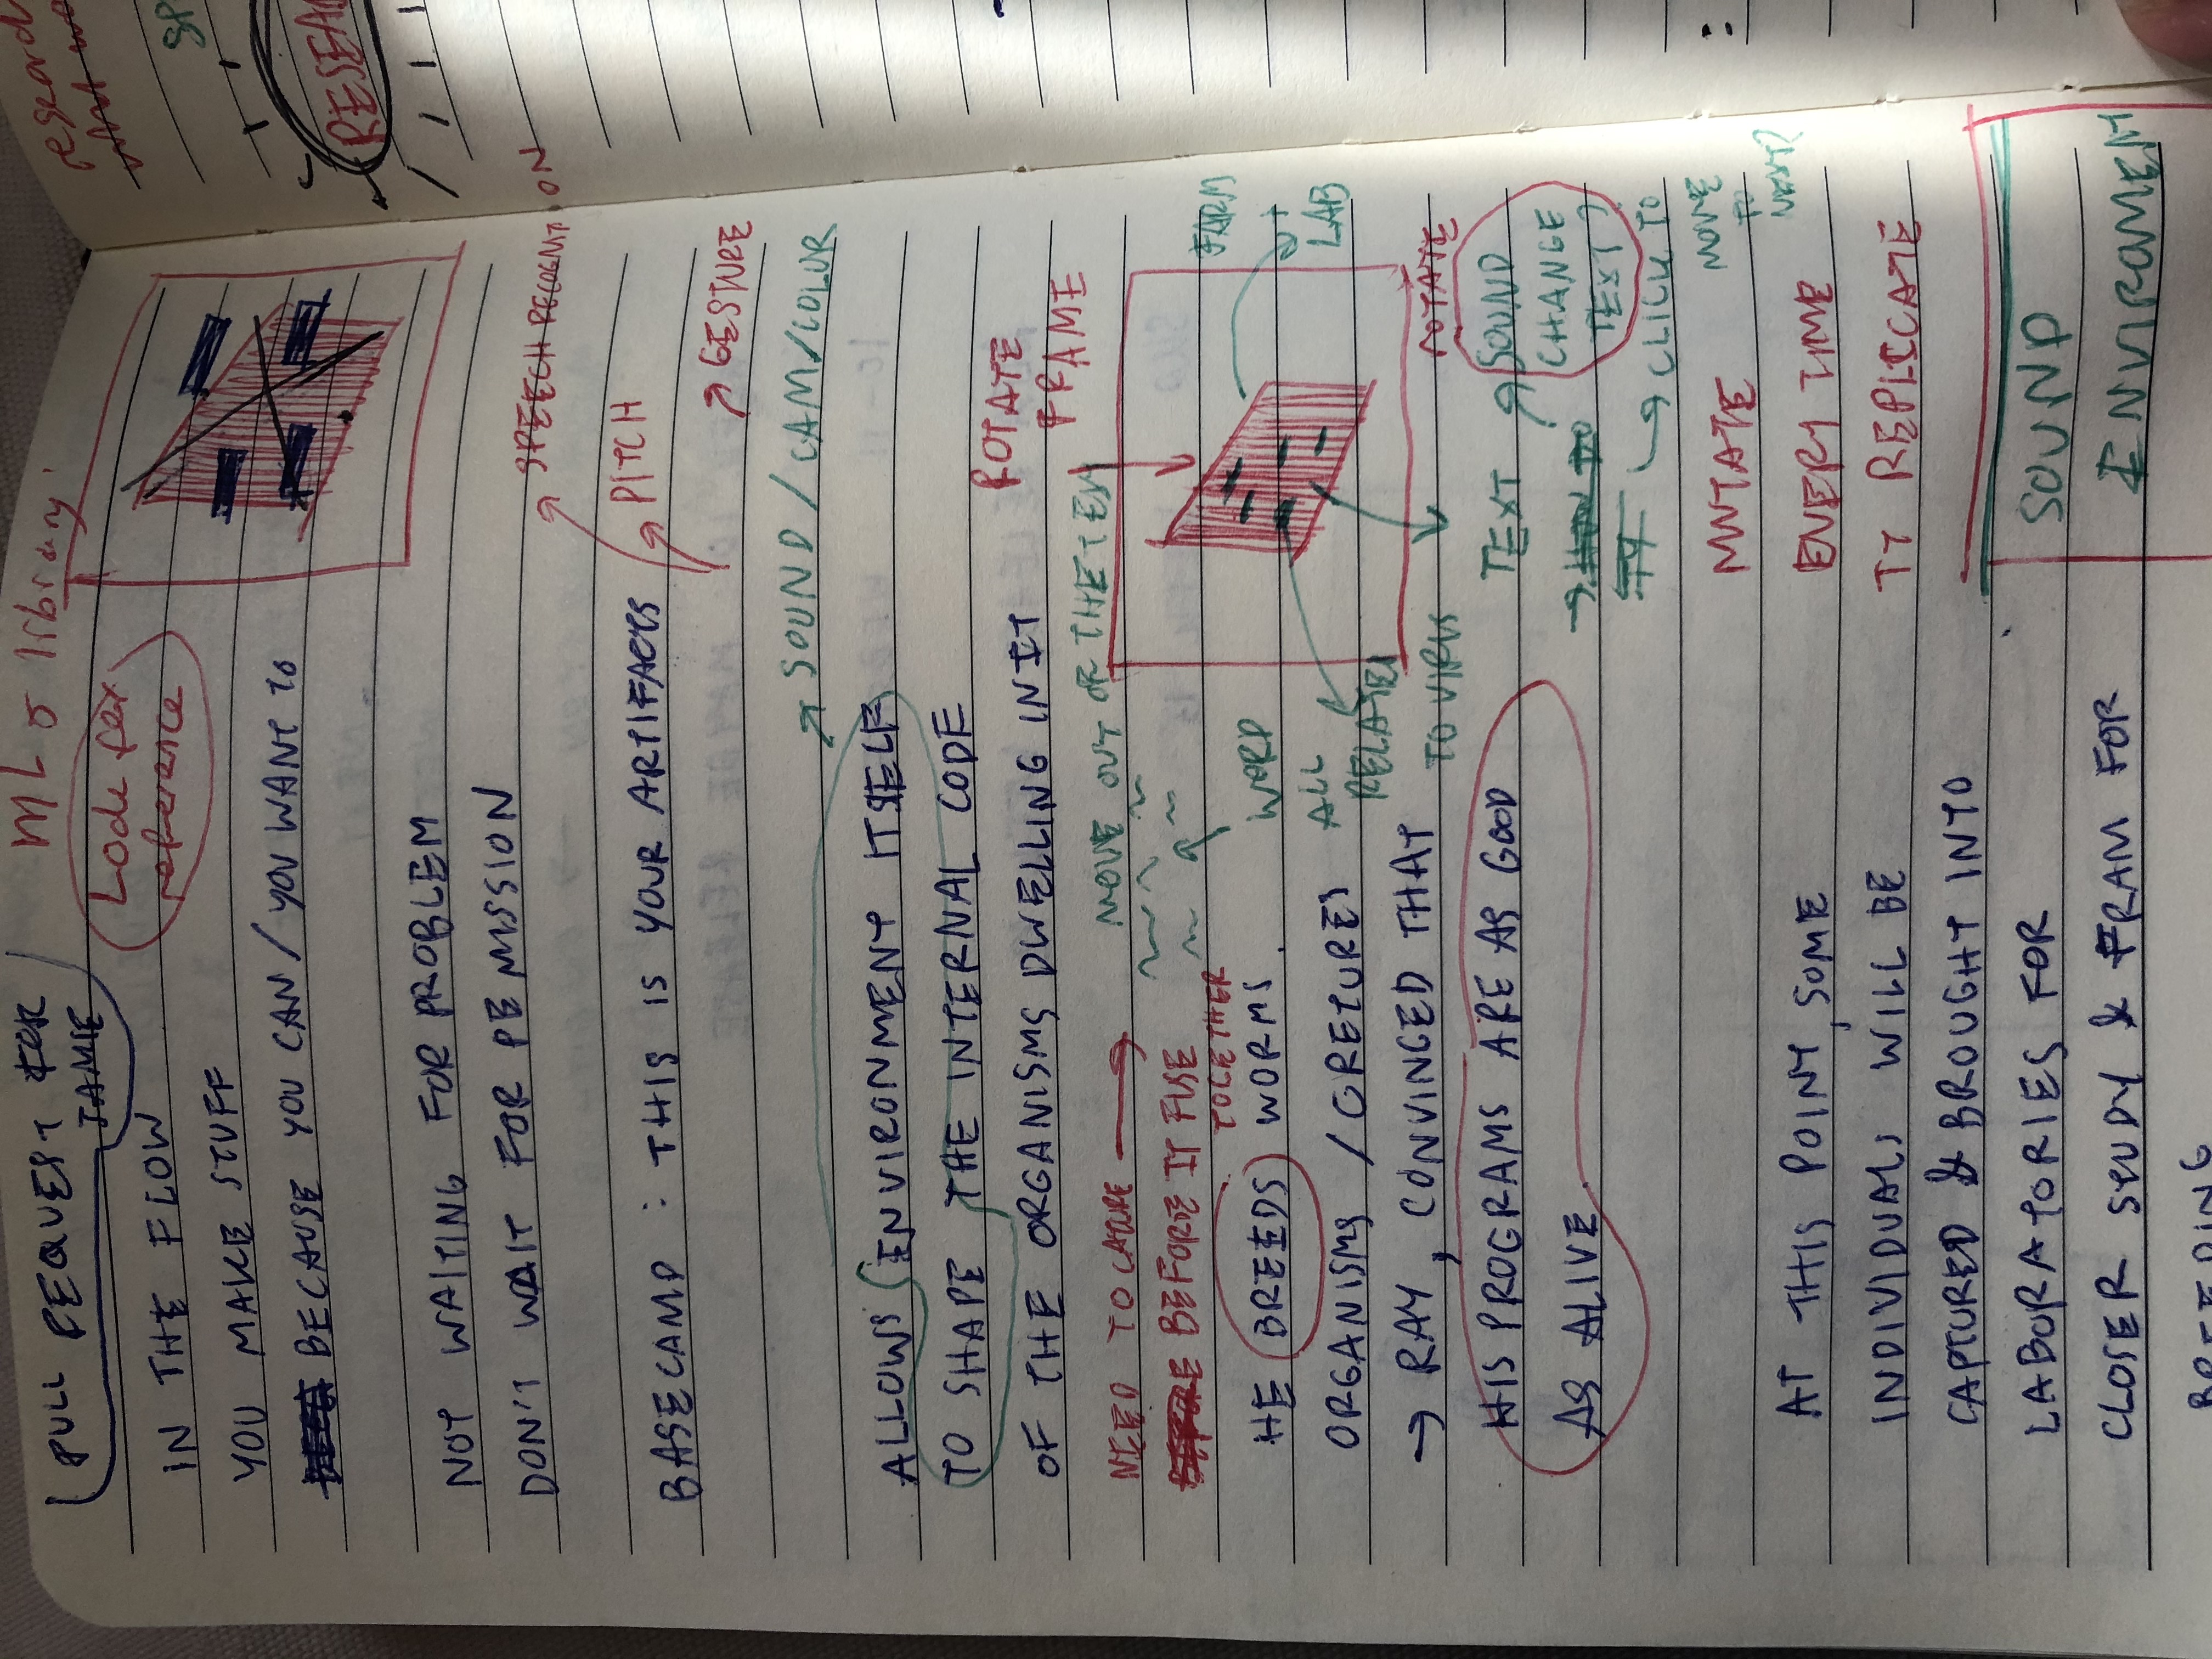 PULL REQUEST FOR
JAMIE
ML 5 library.
reference
IN THE FLOW
YOU MAKE STUFF
BECAUSE YOU CAN / YOU WANT TO
NOT WAITING FOR PROBLEM
DON'T WAIT FOR PEMISSION
SPEECH RECOGNITION
PITCH
BASECAMP : THIS IS YOUR ARTIFACTS
GESTURE
SOUND / CAM/COLOR
ALLOWS ENVIRONMENT ITSELF
TO SHAPE THE INTERNAL CODE
OF THE ORGANISMS DWELLING IN IT
ROTATE
FRAME
NEED TO
MOVE OUT OF THE TEXT
BEFORE IT FUSE
TOGETHER
HE BREEDS WORMS.
ORGANISMS / CRETURES
→ RAY, CONVINCED THAT
HIS PROGRAMS ARE AS GOOD
AS ALIVE.
WORD
ALL
RELATED
TO VIRUS
FARM
+
LAB
ROTATE
TEXT
SOUND
CHANGE
TEXT?
CLICK TO
MOVE
TO
NEXT?
MUTATE
EVERY TIME
REPLICATE
AT THIS POINT, SOME
INDIVIDUALS WILL BE
CAPTURED & BROUGHT INTO
LABORATORIES FOR
CLOSER STUDY & FRAM FOR
BREEDING
SOUND
ENVIROMENT
research
SP
RESEA